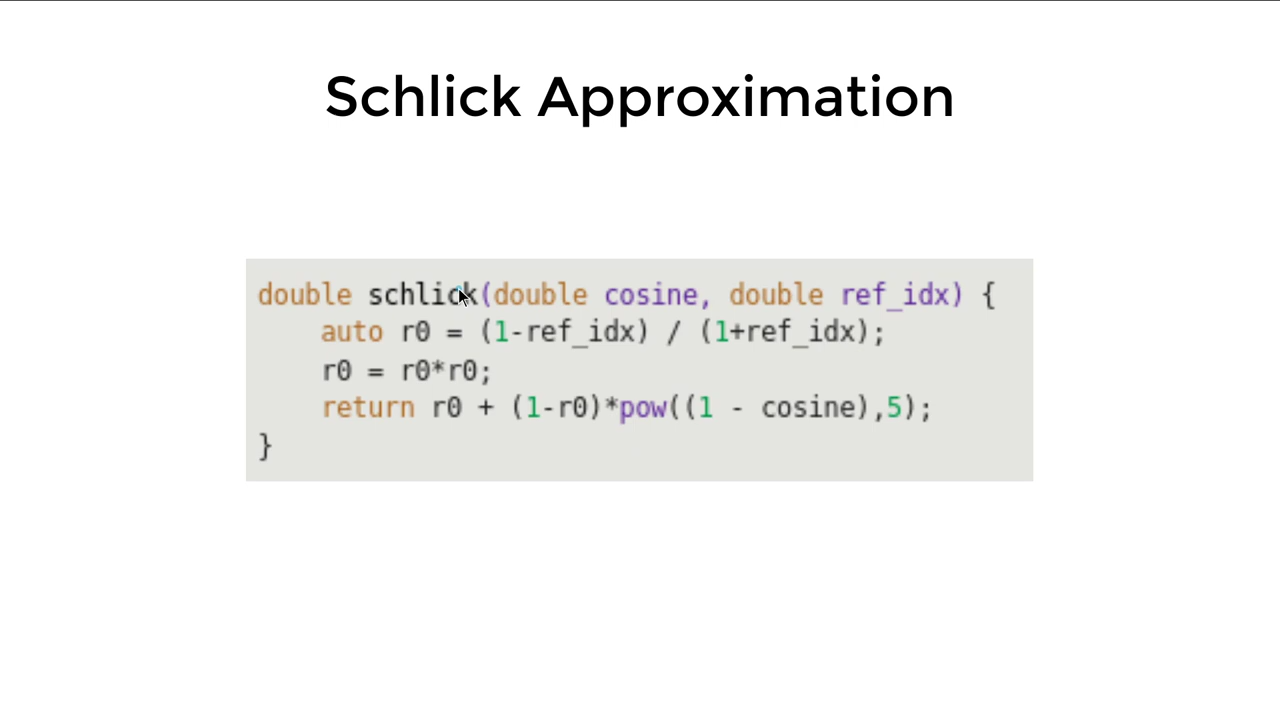 Schlick Approximation
double schlick(double cosine, double ref_idx) {
    auto r0 = (1-ref_idx) / (1+ref_idx);
    r0 = r0*r0;
    return r0 + (1-r0)*pow((1 - cosine),5);
}